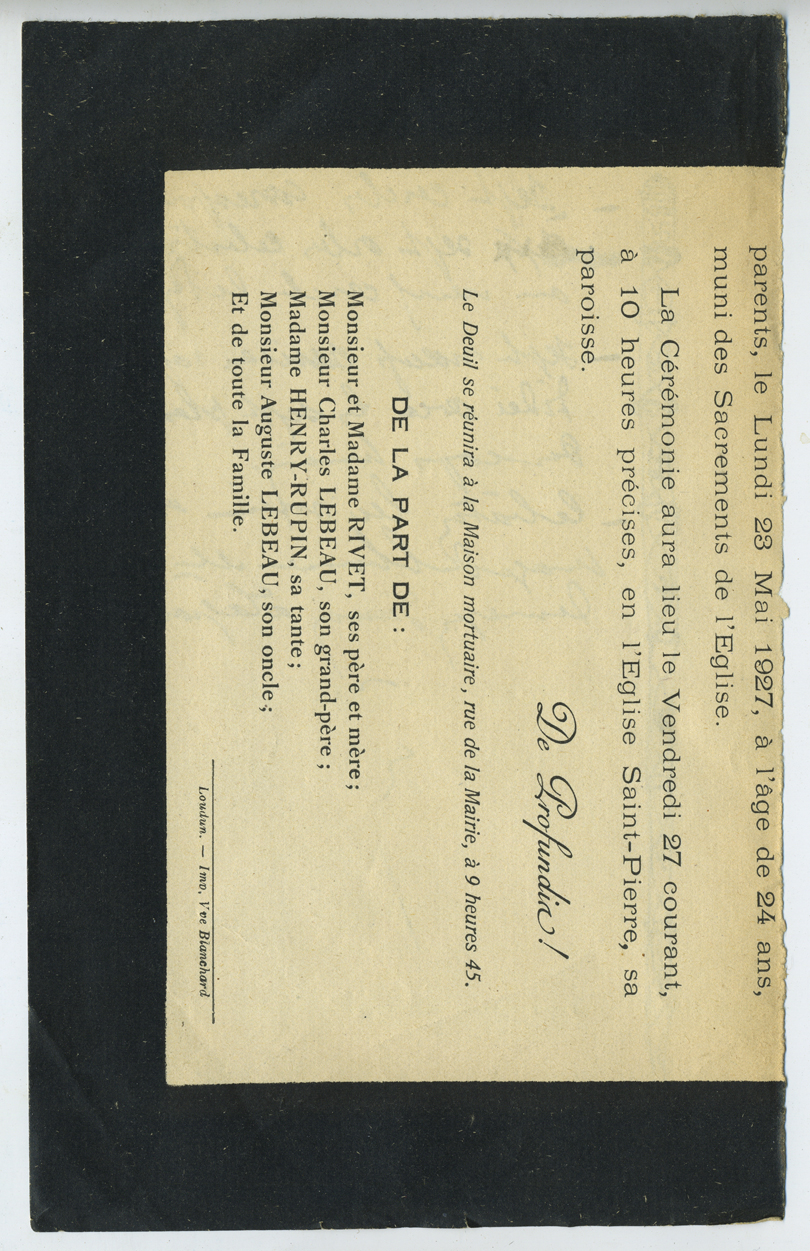 parents, le Lundi 23 Mai 1927, à l'âge de 24 ans,
muni des Sacrements de l'Eglise.
La Cérémonie aura lieu le Vendredi 27 courant,
à 10 heures précises, en l'Eglise Saint-Pierre, sa
paroisse.
De Profundis !
Le Deuil se réunira à la Maison mortuaire, rue de la Mairie, à 9 heures 45.
DE LA PART DE :
Monsieur et Madame RIVET, ses père et mère ;
Monsieur Charles LEBEAU, son grand-père ;
Madame HENRY-RUPIN, sa tante ;
Monsieur Auguste LEBEAU, son oncle ;
Et de toute la Famille.
Loudun. — Imp. Vve Blanchard